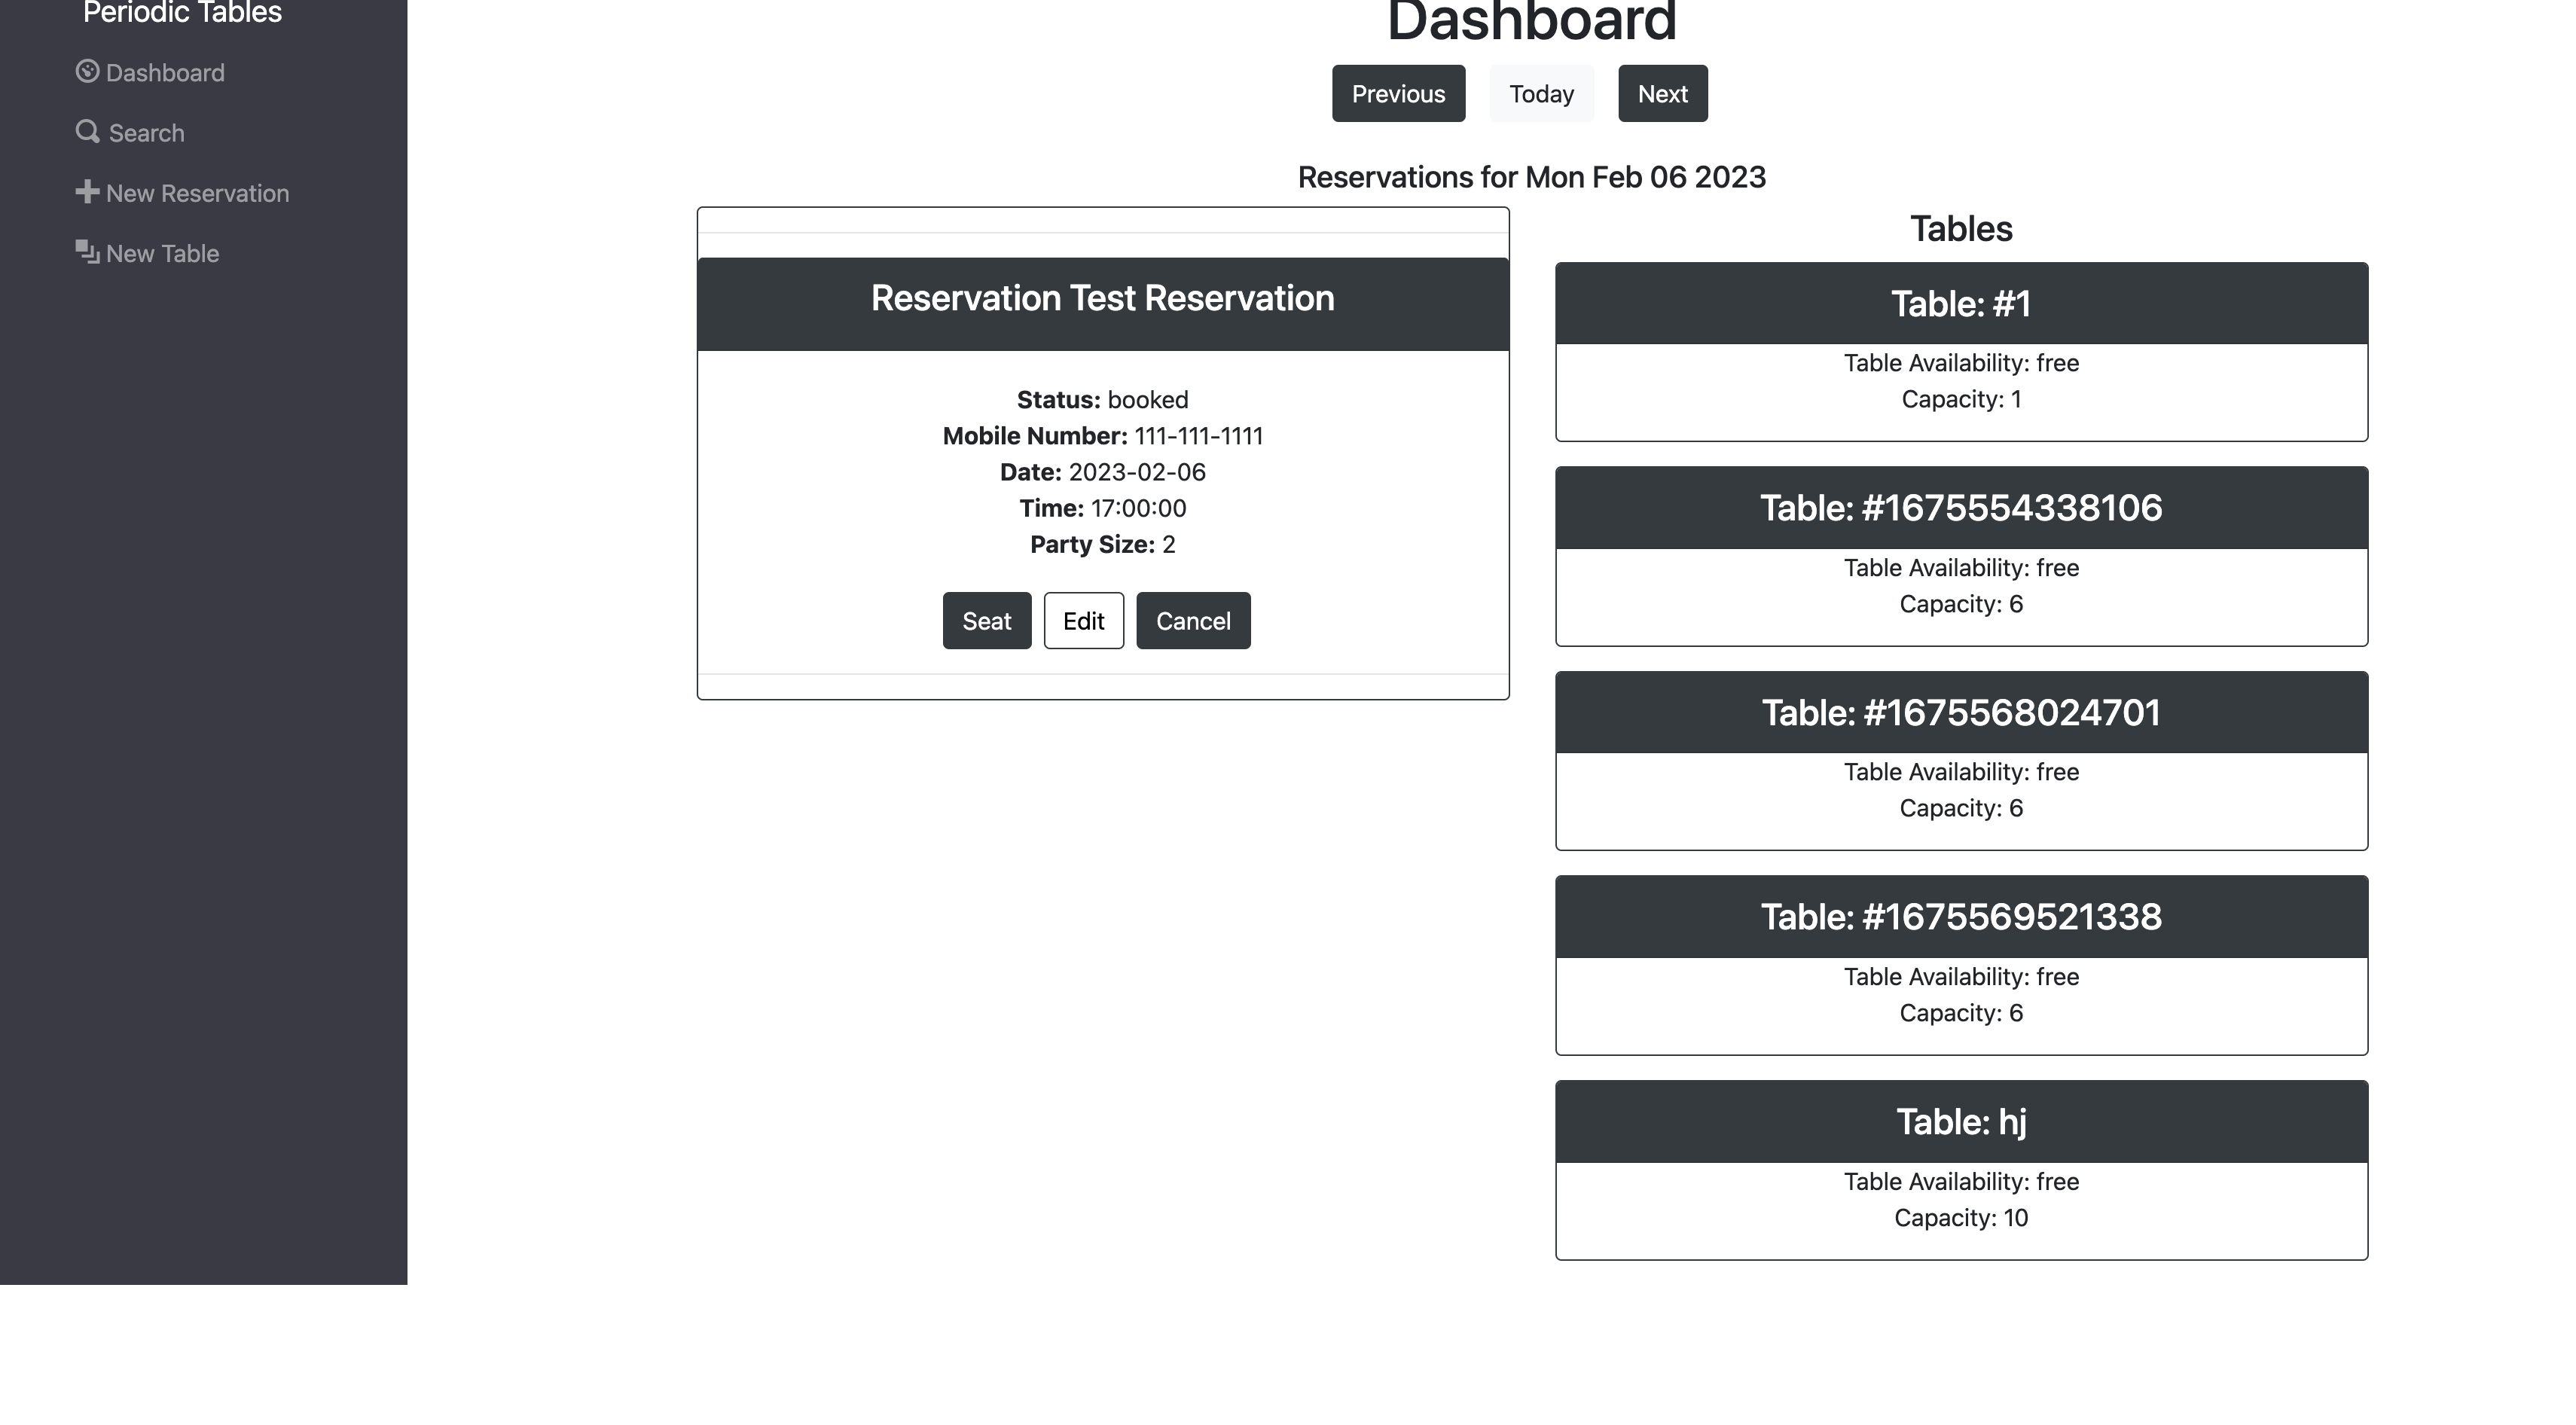 Periodic Tables
Dashboard
Search
New Reservation
New Table
Dashboard
Previous
Today
Next
Reservations for Mon Feb 06 2023
Reservation Test Reservation
Status: booked
Mobile Number: 111-111-1111
Date: 2023-02-06
Time: 17:00:00
Party Size: 2
Seat
Edit
Cancel
Tables
Table: #1
Table Availability: free
Capacity: 1
Table: #1675554338106
Table Availability: free
Capacity: 6
Table: #1675568024701
Table Availability: free
Capacity: 6
Table: #1675569521338
Table Availability: free
Capacity: 6
Table: hj
Table Availability: free
Capacity: 10